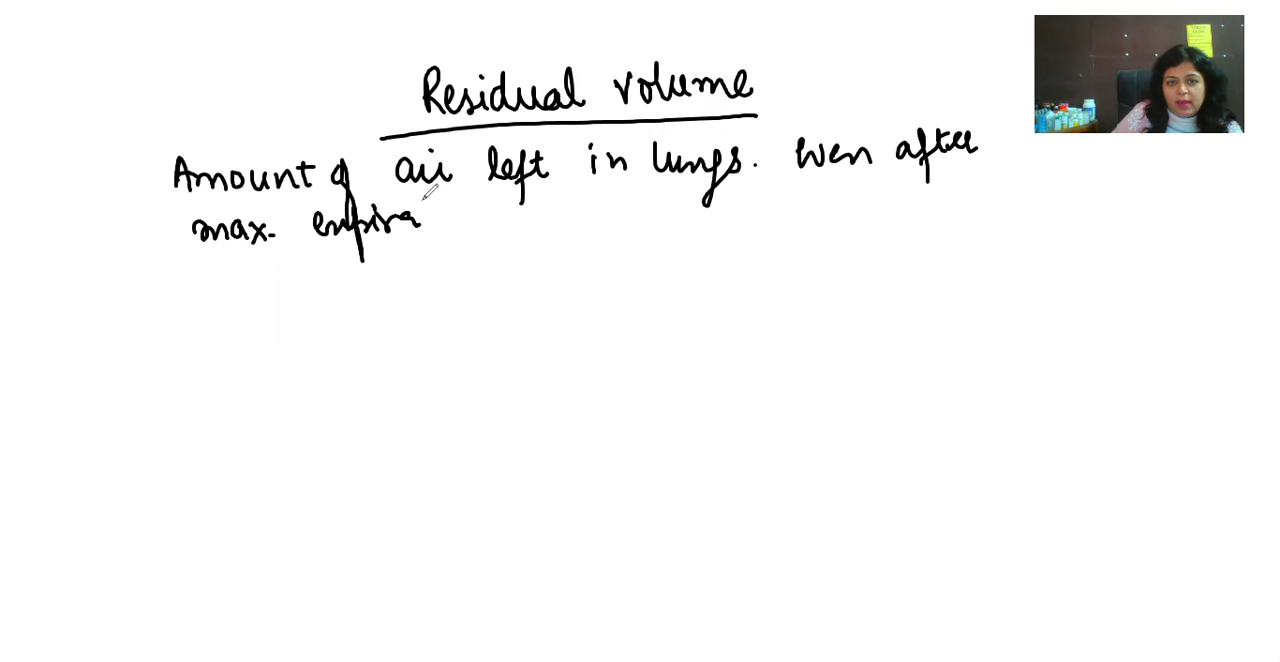 Residual volume
Amount of air left in lungs. Even after
max. expira